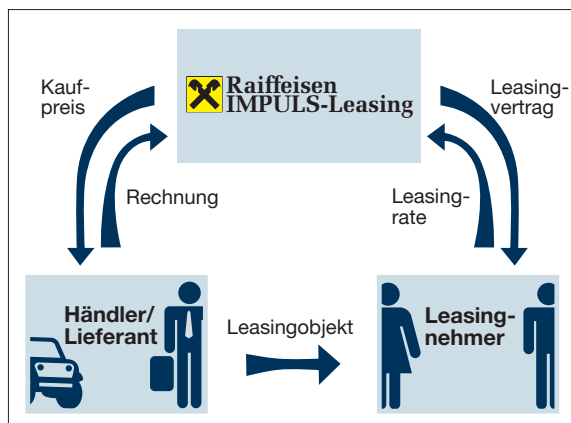 Kauf-
preis
Raiffeisen
IMPULS-Leasing
Leasing-
vertrag
Rechnung
Leasing-
rate
Händler/
Lieferant
Leasingobjekt
Leasing-
nehmer